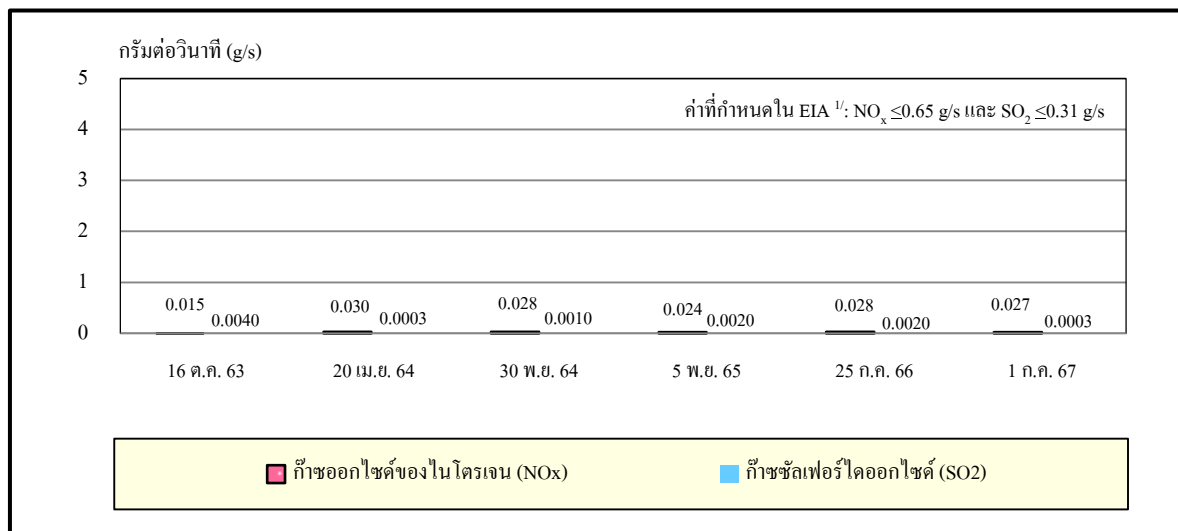 กรัมต่อวินาที (g/s)
5
ค่าที่กำหนดใน EIA 1/: NOx ≤0.65 g/s และ SO2 ≤0.31 g/s
4
3
2
1
0
0.015 0.0040 0.030 0.0003 0.028 0.0010 0.024 0.0020 0.028 0.0020 0.027 0.0003
16 ต.ค. 63 20 เม.ย. 64 30 พ.ย. 64 5 พ.ย. 65 25 ก.ค. 66 1 ก.ค. 67
ก๊าซออกไซด์ของไนโตรเจน (NOx) ก๊าซซัลเฟอร์ไดออกไซด์ (SO2)